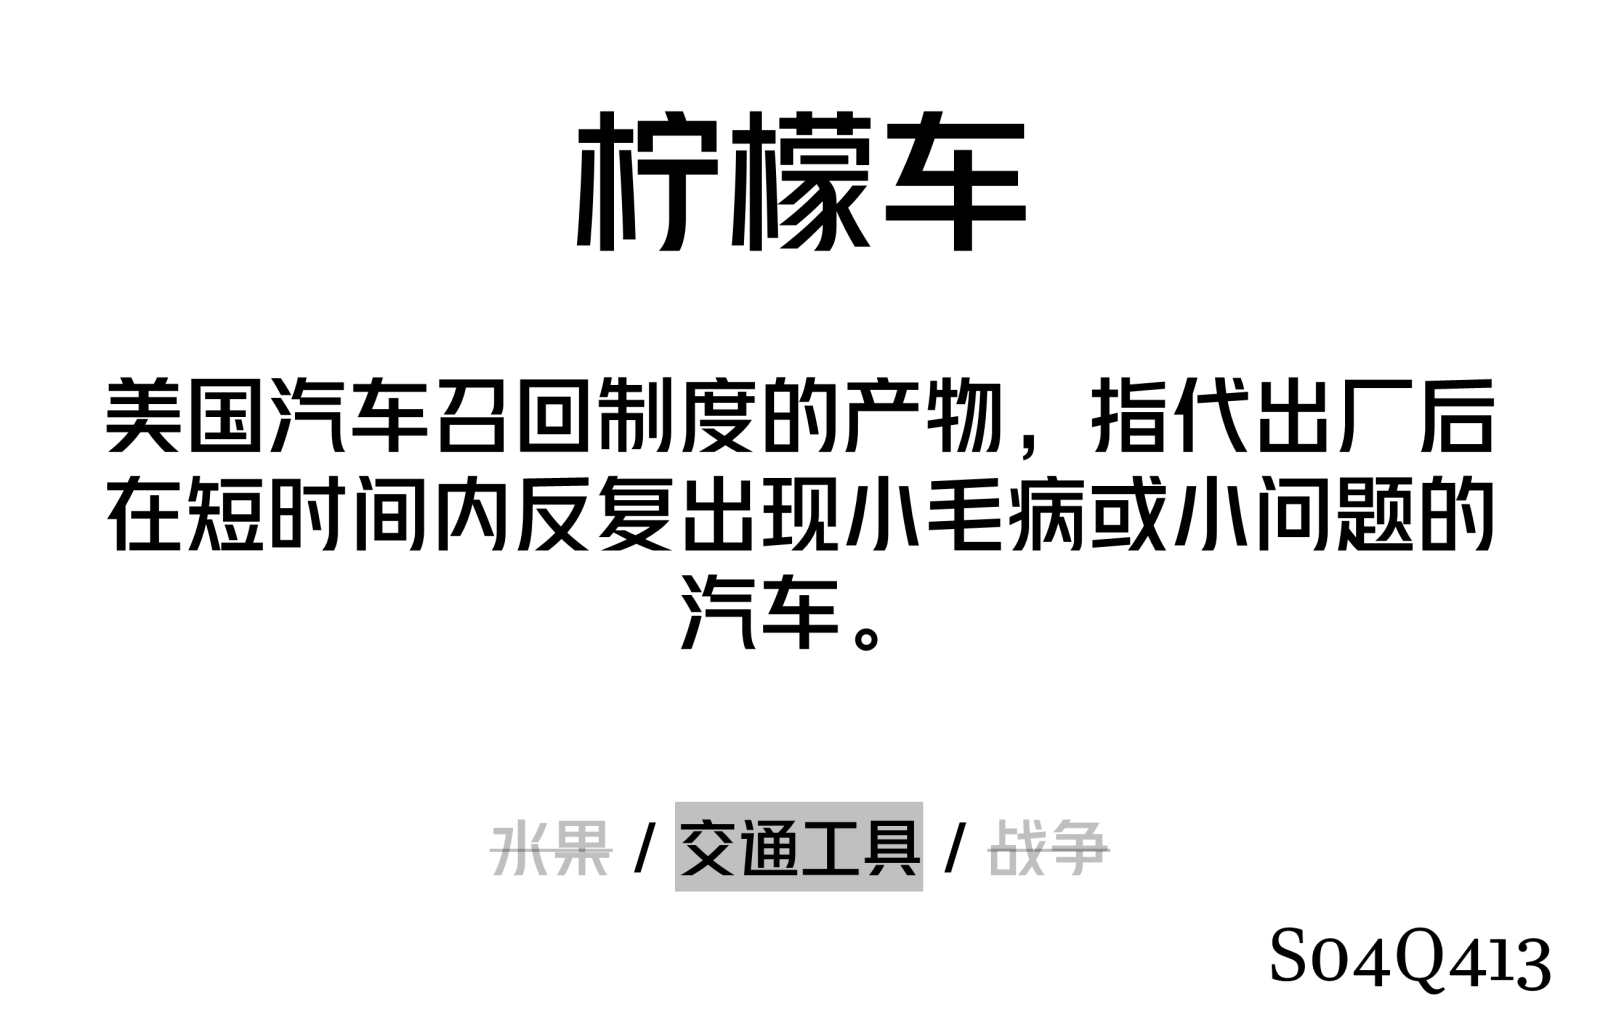 柠檬车
美国汽车召回制度的产物，指代出厂后
在短时间内反复出现小毛病或小问题的
汽车。
水果 / 交通工具 / 战争
S04Q413